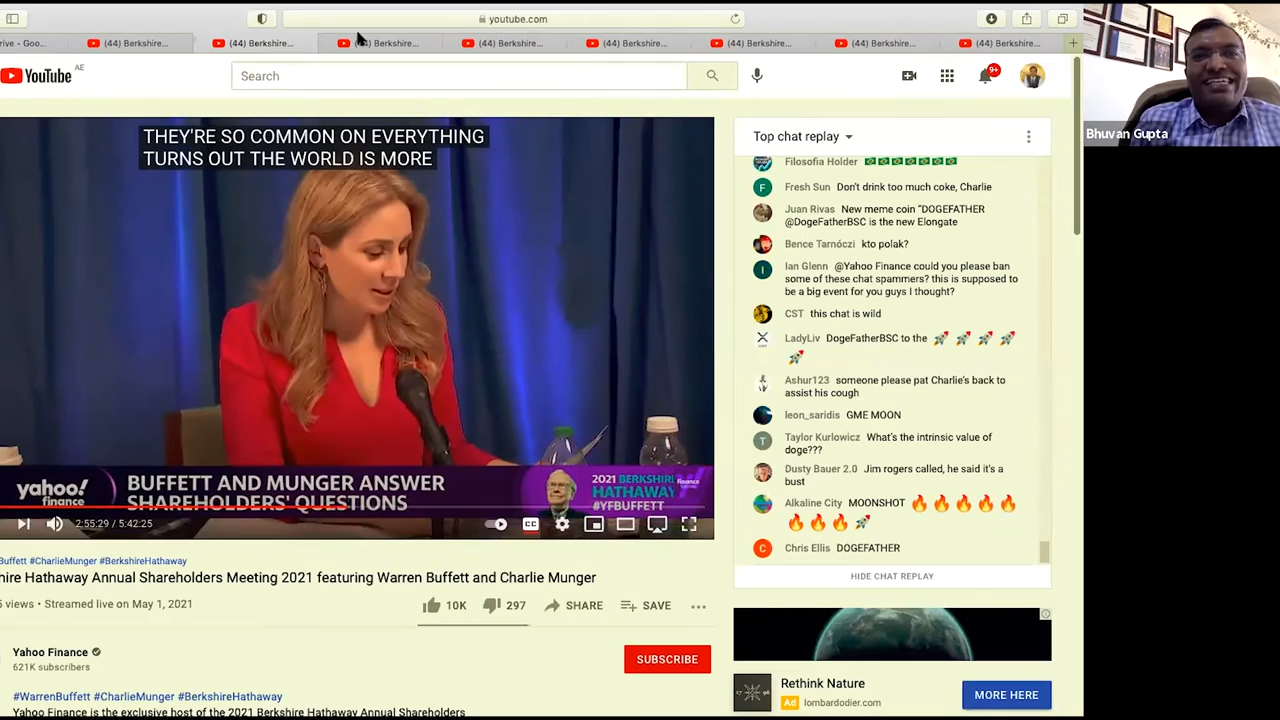 youtube.com
rive - Goo...
(44) Berkshire...
(44) Berkshire...
(44) Berkshire...
(44) Berkshire...
(44) Berkshire...
(44) Berkshire...
(44) Berkshire...
(44) Berkshire...
YouTube AE
Search
9+
Bhuvan Gupta
THEY'RE SO COMMON ON EVERYTHING
TURNS OUT THE WORLD IS MORE
yahoo!
finance
BUFFETT AND MUNGER ANSWER
SHAREHOLDERS' QUESTIONS
2021 BERKSHIRE
HATHAWAY
#YFBUFFETT
finance
2:55:29 / 5:42:25
CC
Buffett #CharlieMunger #BerkshireHathaway
hire Hathaway Annual Shareholders Meeting 2021 featuring Warren Buffett and Charlie Munger
5 views • Streamed live on May 1, 2021
10K
297
SHARE
SAVE
Yahoo Finance
621K subscribers
SUBSCRIBE
#WarrenBuffett #CharlieMunger #BerkshireHathaway
Yahoo Finance is the exclusive host of the 2021 Berkshire Hathaway Annual Shareholders
Top chat replay
Filosofia Holder
F
Fresh Sun Don't drink too much coke, Charlie
Juan Rivas New meme coin "DOGEFATHER
@DogeFatherBSC is the new Elongate
Bence Tarnóczi kto polak?
I
Ian Glenn @Yahoo Finance could you please ban
some of these chat spammers? this is supposed to
be a big event for you guys I thought?
CST this chat is wild
LadyLiv DogeFatherBSC to the 🚀 🚀 🚀 🚀
🚀
Ashur123 someone please pat Charlie's back to
assist his cough
leon_saridis GME MOON
T
Taylor Kurlowicz What's the intrinsic value of
doge???
Dusty Bauer 2.0 Jim rogers called, he said it's a
bust
Alkaline City MOONSHOT 🔥 🔥 🔥 🔥 🔥
🔥 🔥 🔥 🚀
C
Chris Ellis DOGEFATHER
HIDE CHAT REPLAY
Rethink Nature
Ad lombardodier.com
MORE HERE